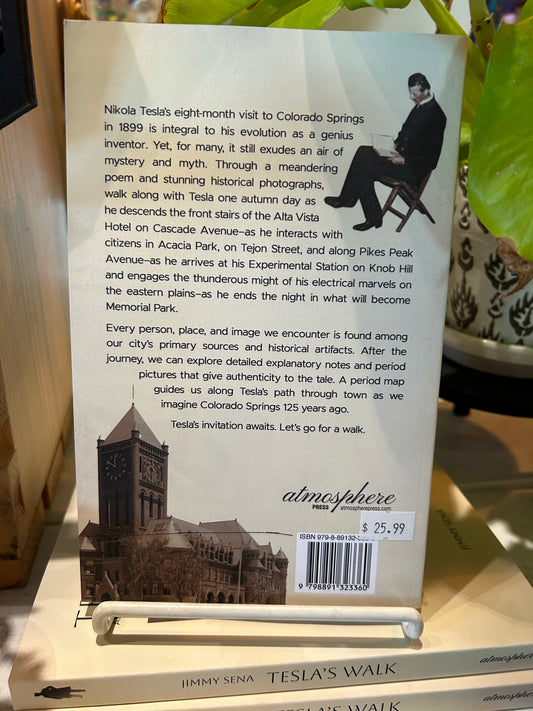 Nikola Tesla's eight-month visit to Colorado Springs
in 1899 is integral to his evolution as a genius
inventor. Yet, for many, it still exudes an air of
mystery and myth. Through a meandering
poem and stunning historical photographs,
walk along with Tesla one autumn day as
he descends the front stairs of the Alta Vista
Hotel on Cascade Avenue–as he interacts with
citizens in Acacia Park, on Tejon Street, and along Pikes Peak
Avenue–as he arrives at his Experimental Station on Knob Hill
and engages the thunderous might of his electrical marvels on
the eastern plains–as he ends the night in what will become
Memorial Park.
Every person, place, and image we encounter is found among
our city's primary sources and historical artifacts. After the
journey, we can explore detailed explanatory notes and period
pictures that give authenticity to the tale. A period map
guides us along Tesla's path through town as we
imagine Colorado Springs 125 years ago.
Tesla's invitation awaits. Let's go for a walk.
atmosphere
PRESS atmospherepress.com
$ 25.99
ISBN 979-8-89132-
9 798891 323360
JIMMY SENA TESLA'S WALK atmosphere
TESLA'S WALK atmosphere
JIMMY SENA